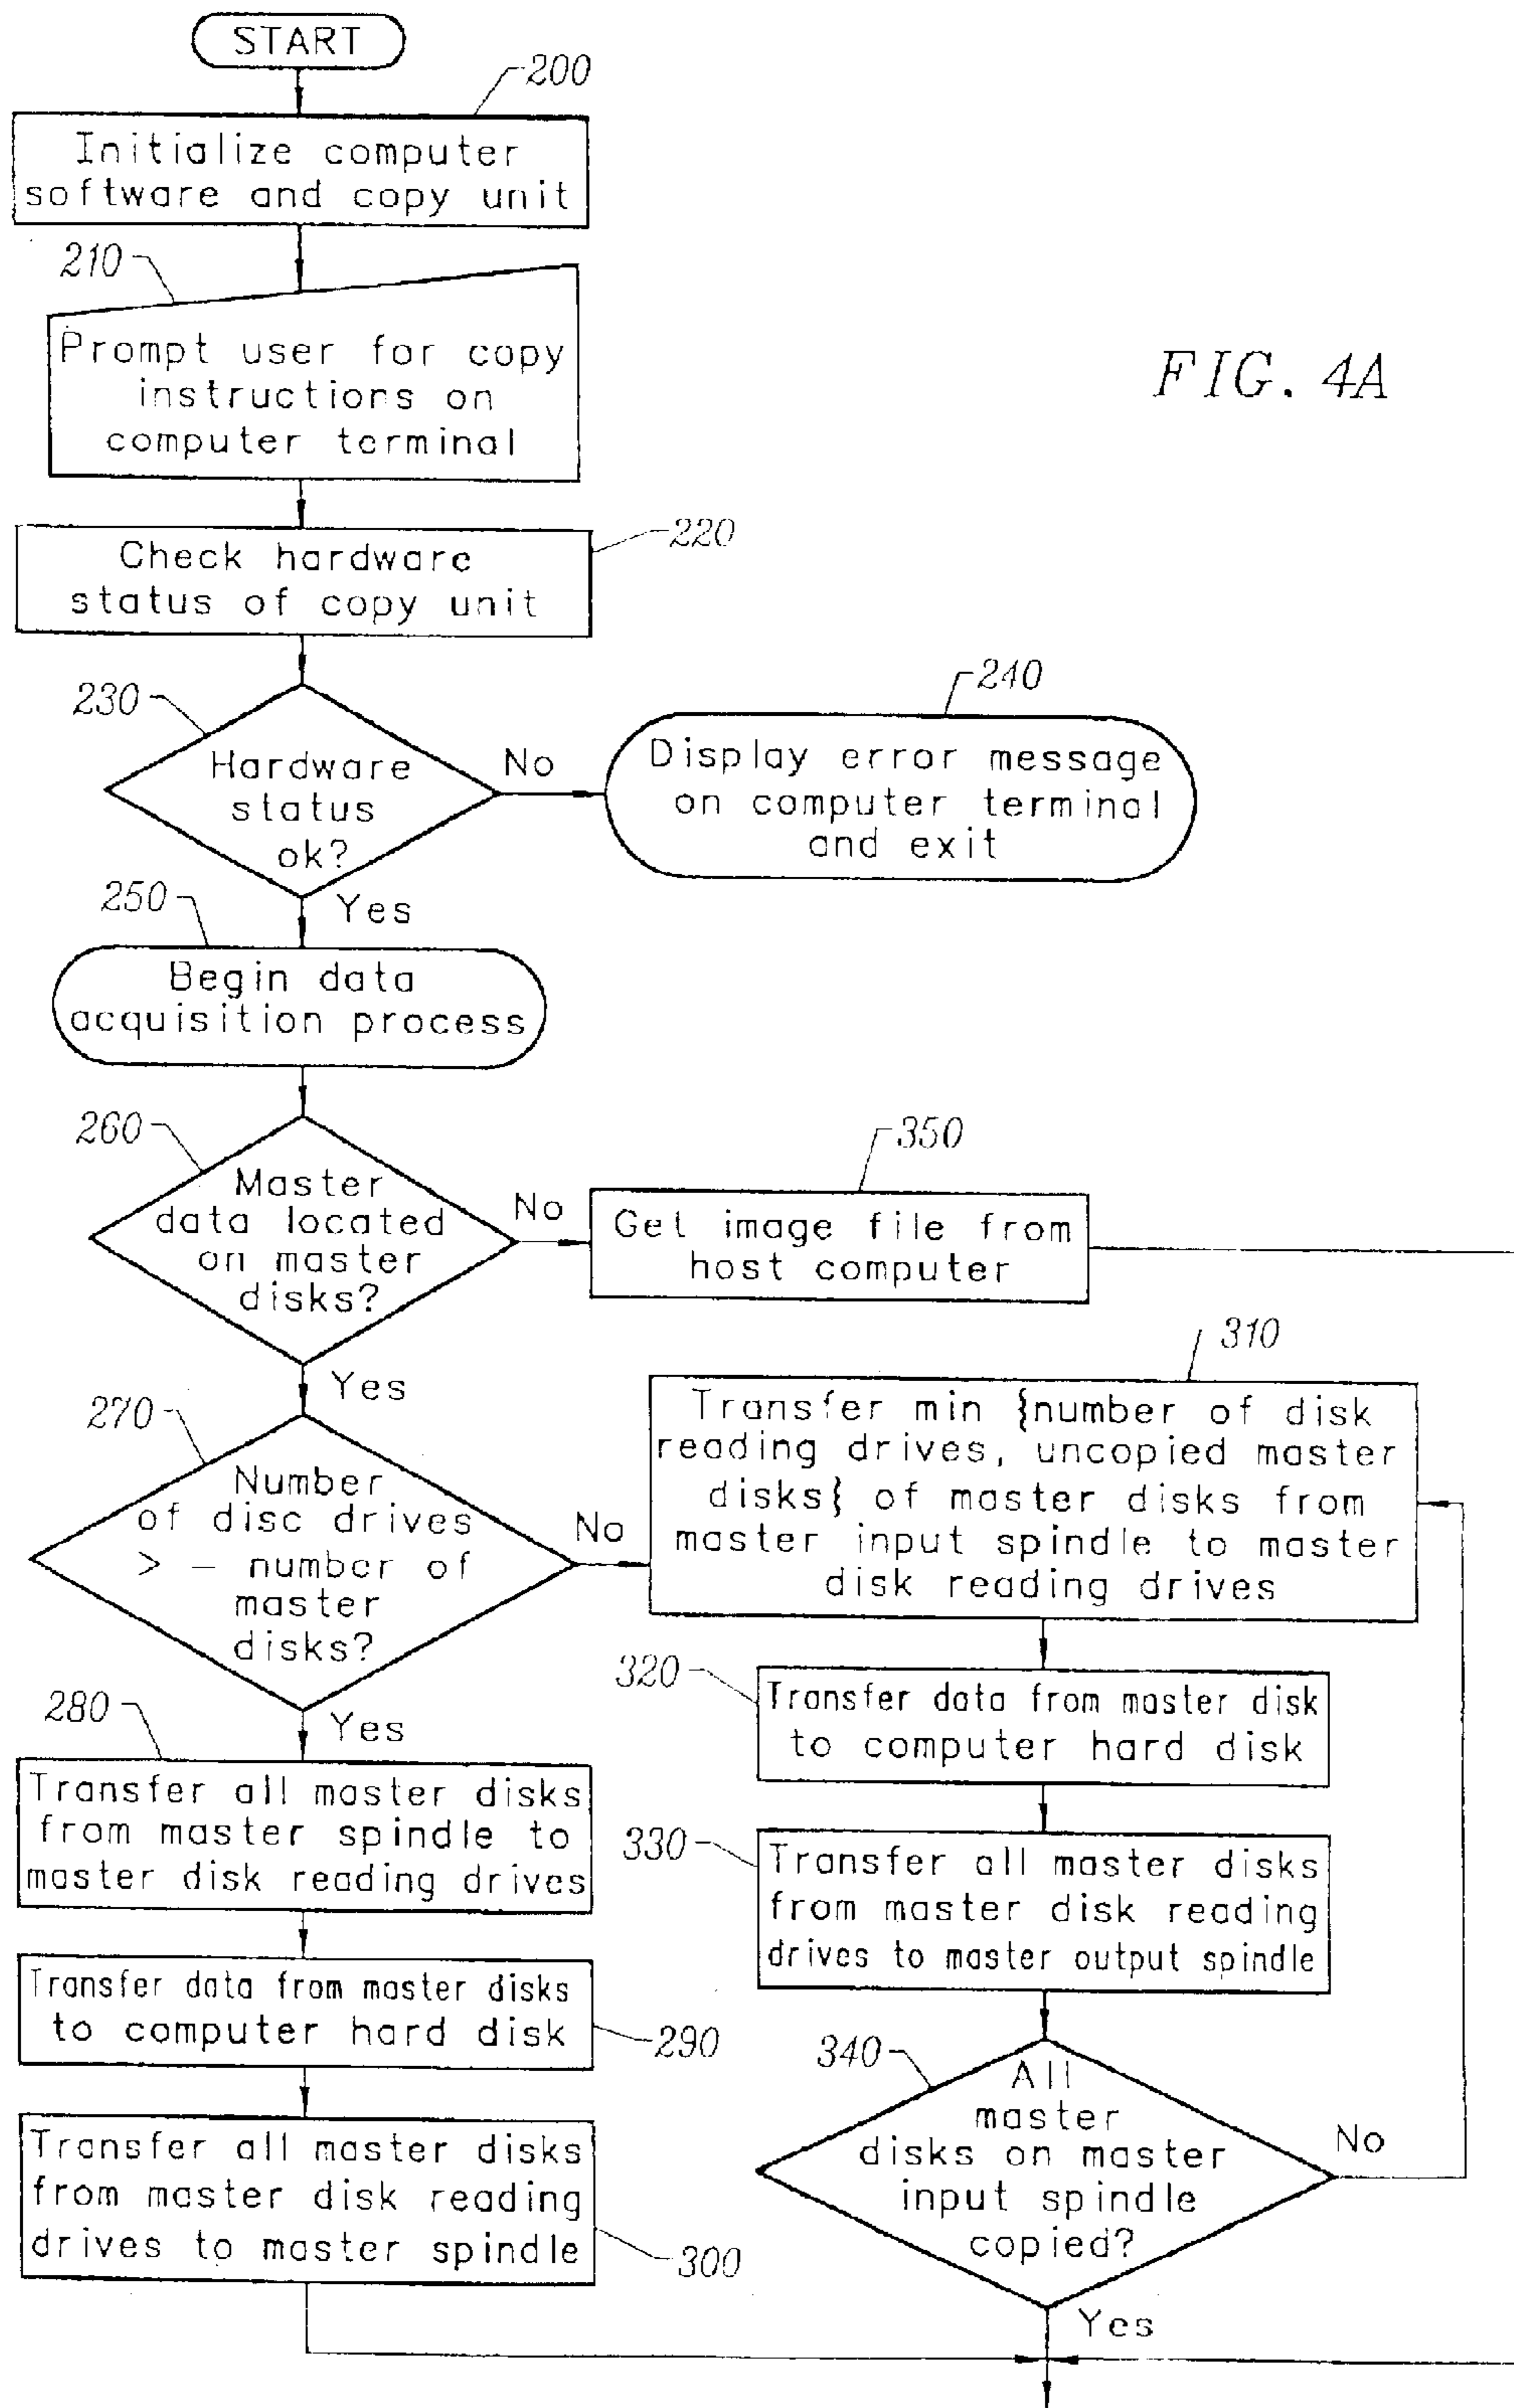 START
200
Initialize computer
software and copy unit
210
Prompt user for copy
instructions on
computer terminal
FIG. 4A
220
Check hardware
status of copy unit
230
Hardware
status
ok?
No
240
Display error message
on computer terminal
and exit
Yes
250
Begin data
acquisition process
260
Master
data located
on master
disks?
No
350
Get image file from
host computer
Yes
270
Number
of disc drives
> — number of
master
disks?
No
310
Transfer min {number of disk
reading drives, uncopied master
disks} of master disks from
master input spindle to master
disk reading drives
320
Transfer data from master disk
to computer hard disk
Yes
280
Transfer all master disks
from master spindle to
master disk reading drives
330
Transfer all master disks
from master disk reading
drives to master output spindle
Transfer data from master disks
to computer hard disk
290
340
All
master
disks on master
input spindle
copied?
No
Transfer all master disks
from master disk reading
drives to master spindle
300
Yes